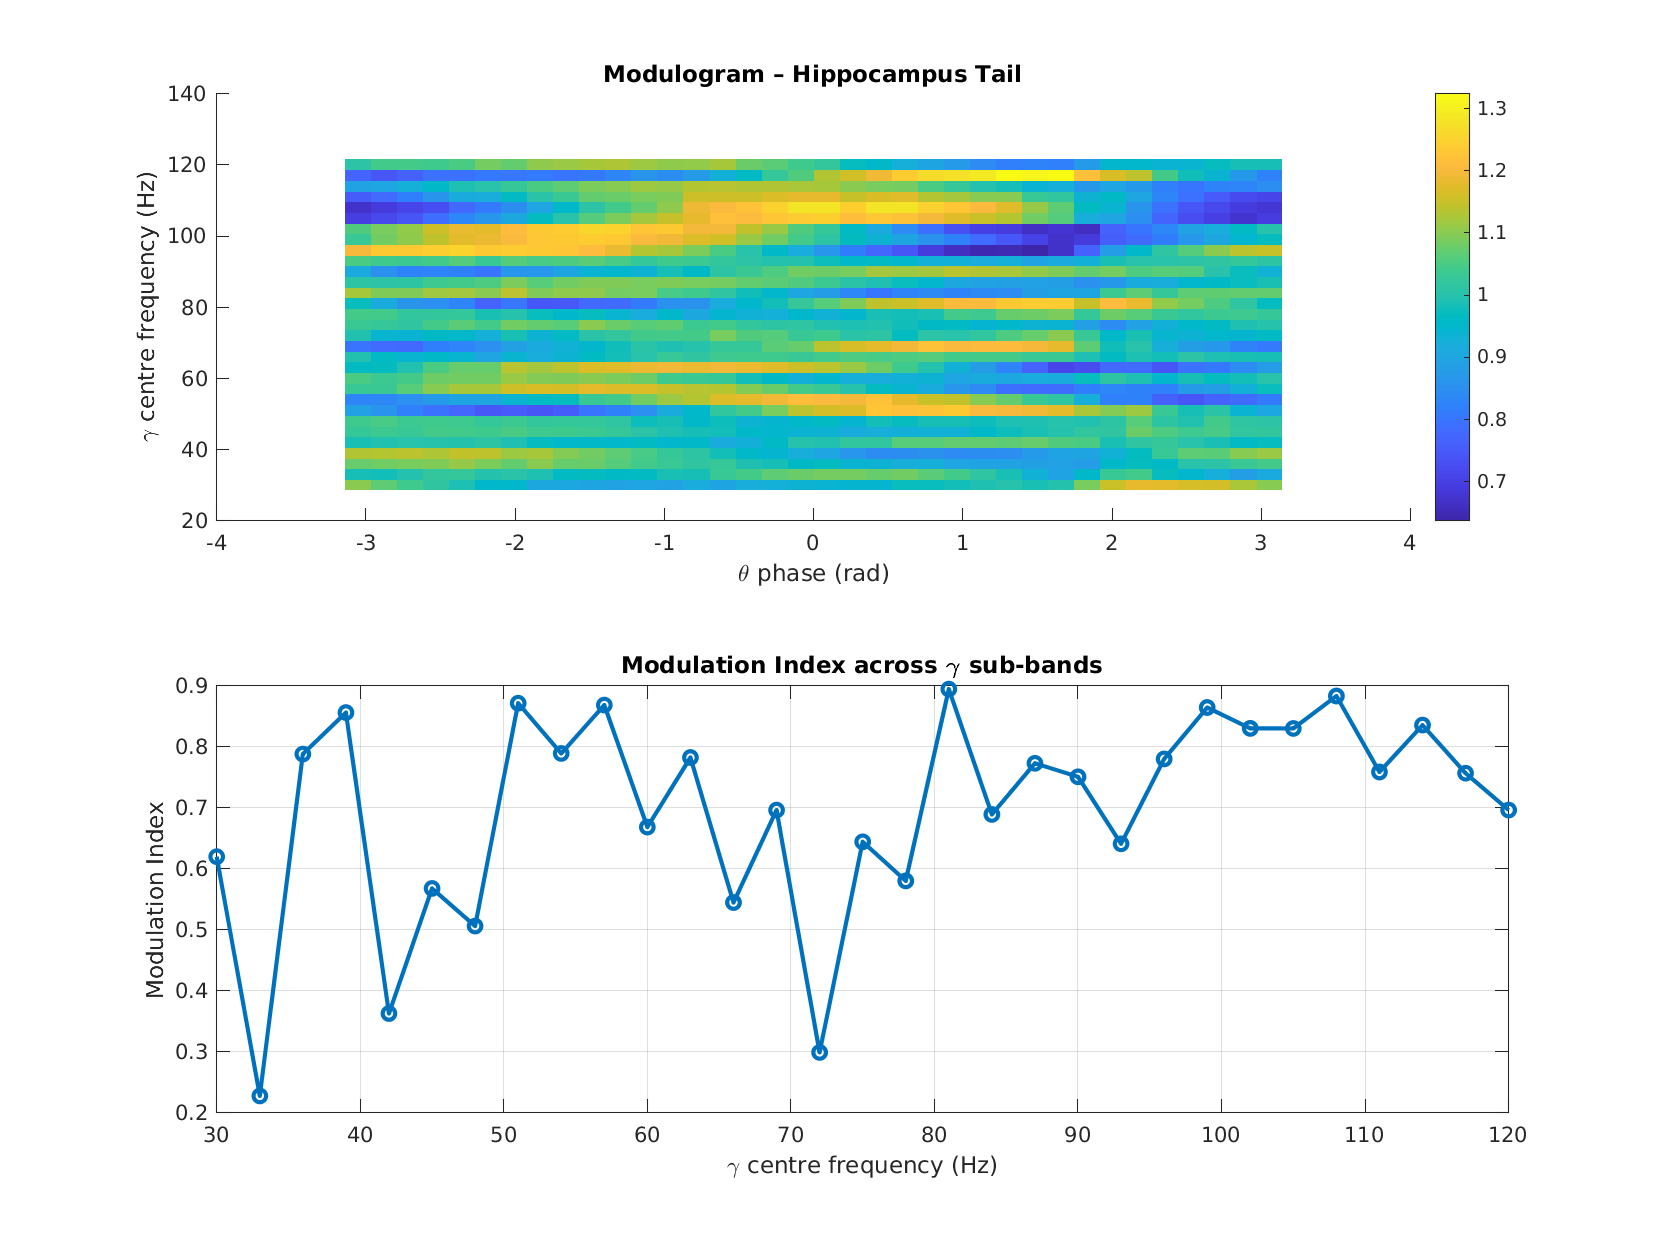 Modulogram – Hippocampus Tail
γ centre frequency (Hz)
140
120
100
80
60
40
20
-4 -3 -2 -1 0 1 2 3 4
θ phase (rad)
1.3
1.2
1.1
1
0.9
0.8
0.7
Modulation Index across γ sub-bands
Modulation Index
0.9
0.8
0.7
0.6
0.5
0.4
0.3
0.2
30 40 50 60 70 80 90 100 110 120
γ centre frequency (Hz)